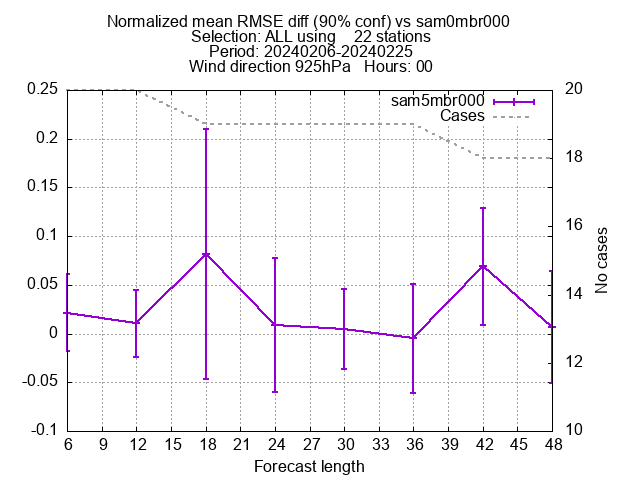 Normalized mean RMSE diff (90% conf) vs sam0mbr000
Selection: ALL using    22 stations
Period: 20240206-20240225
Wind direction 925hPa   Hours: 00
sam5mbr000
Cases
0.25
0.2
0.15
0.1
0.05
0
-0.05
-0.1
20
18
16
14
12
10
No cases
6 12 15 18 21 24 27 30 33 36 39 42 45 48
Forecast length